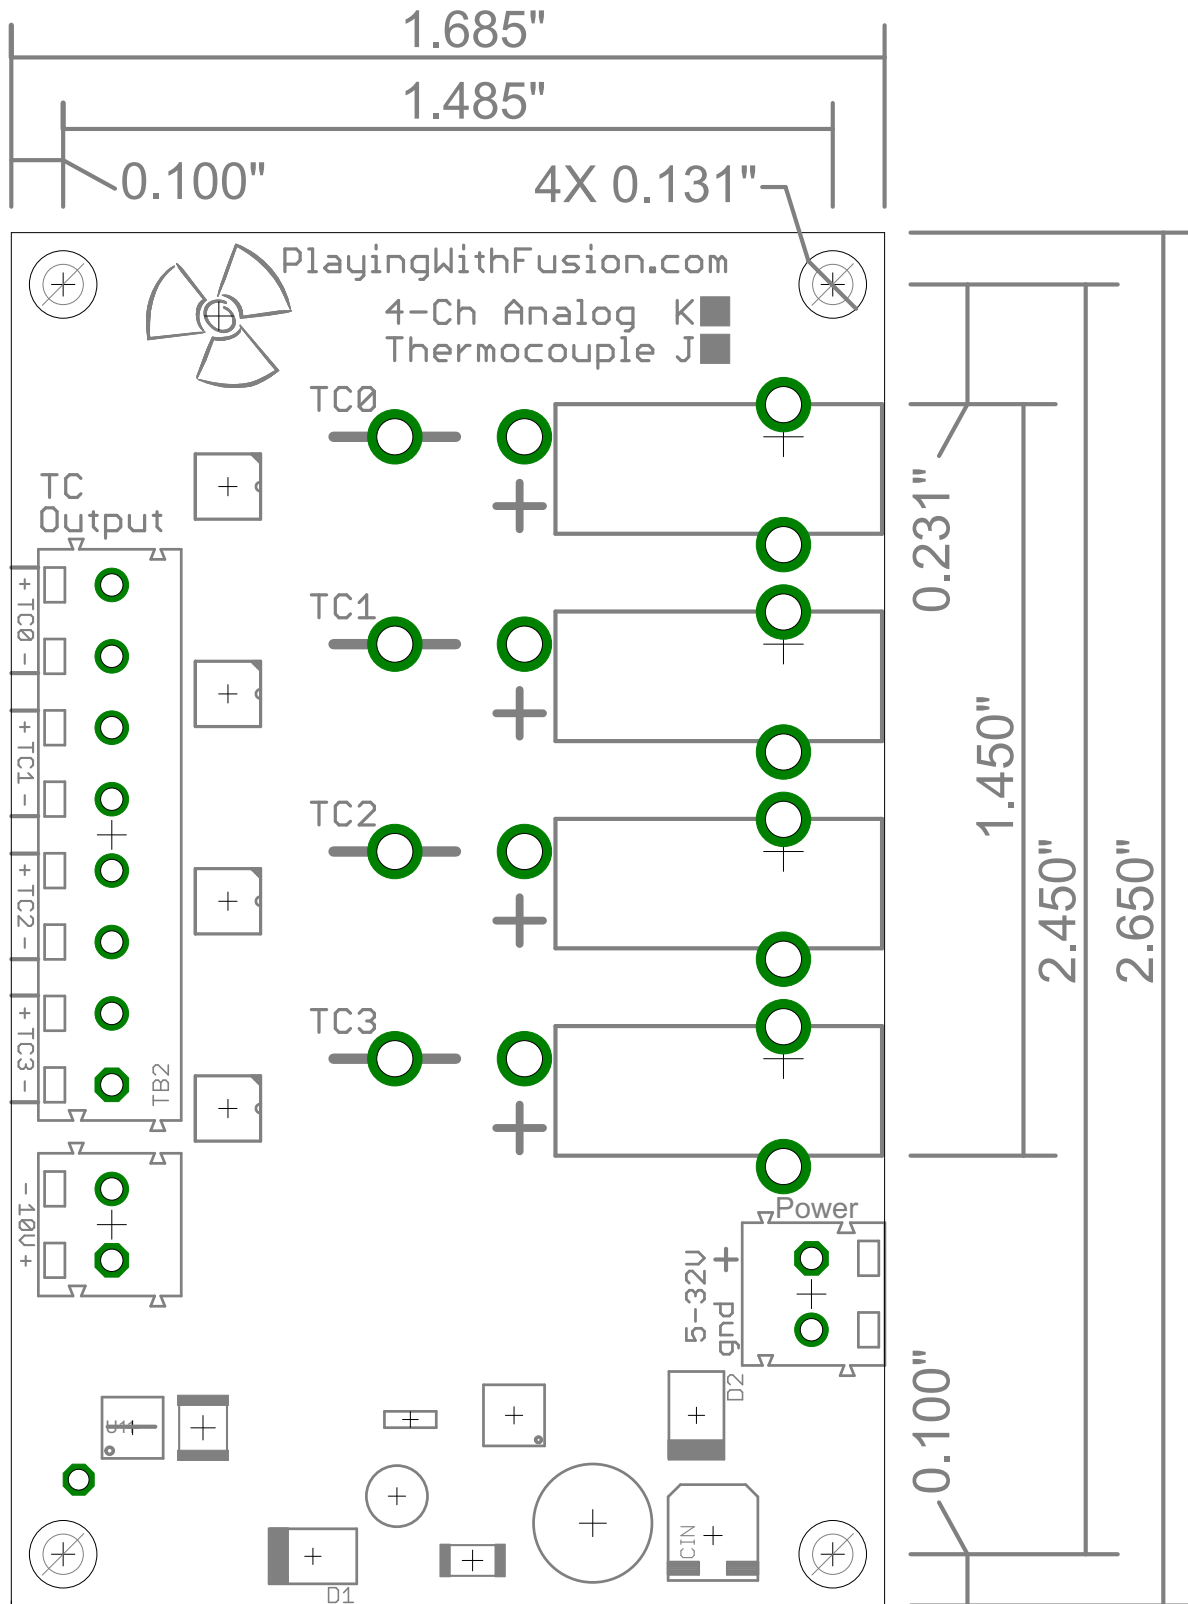 1.685"
1.485"
0.100"
4X 0.131"
PlayingWithFusion.com
4-Ch Analog K
Thermocouple J
TC0
TC
Output
+ TC0 -
TC1
+ TC1 -
TC2
+ TC2 -
TC3
+ TC3 -
TB2
- 10V +
Power
5-32V +
gnd
0.231"
1.450"
2.450"
2.650"
0.100"
D2
D1
CIN